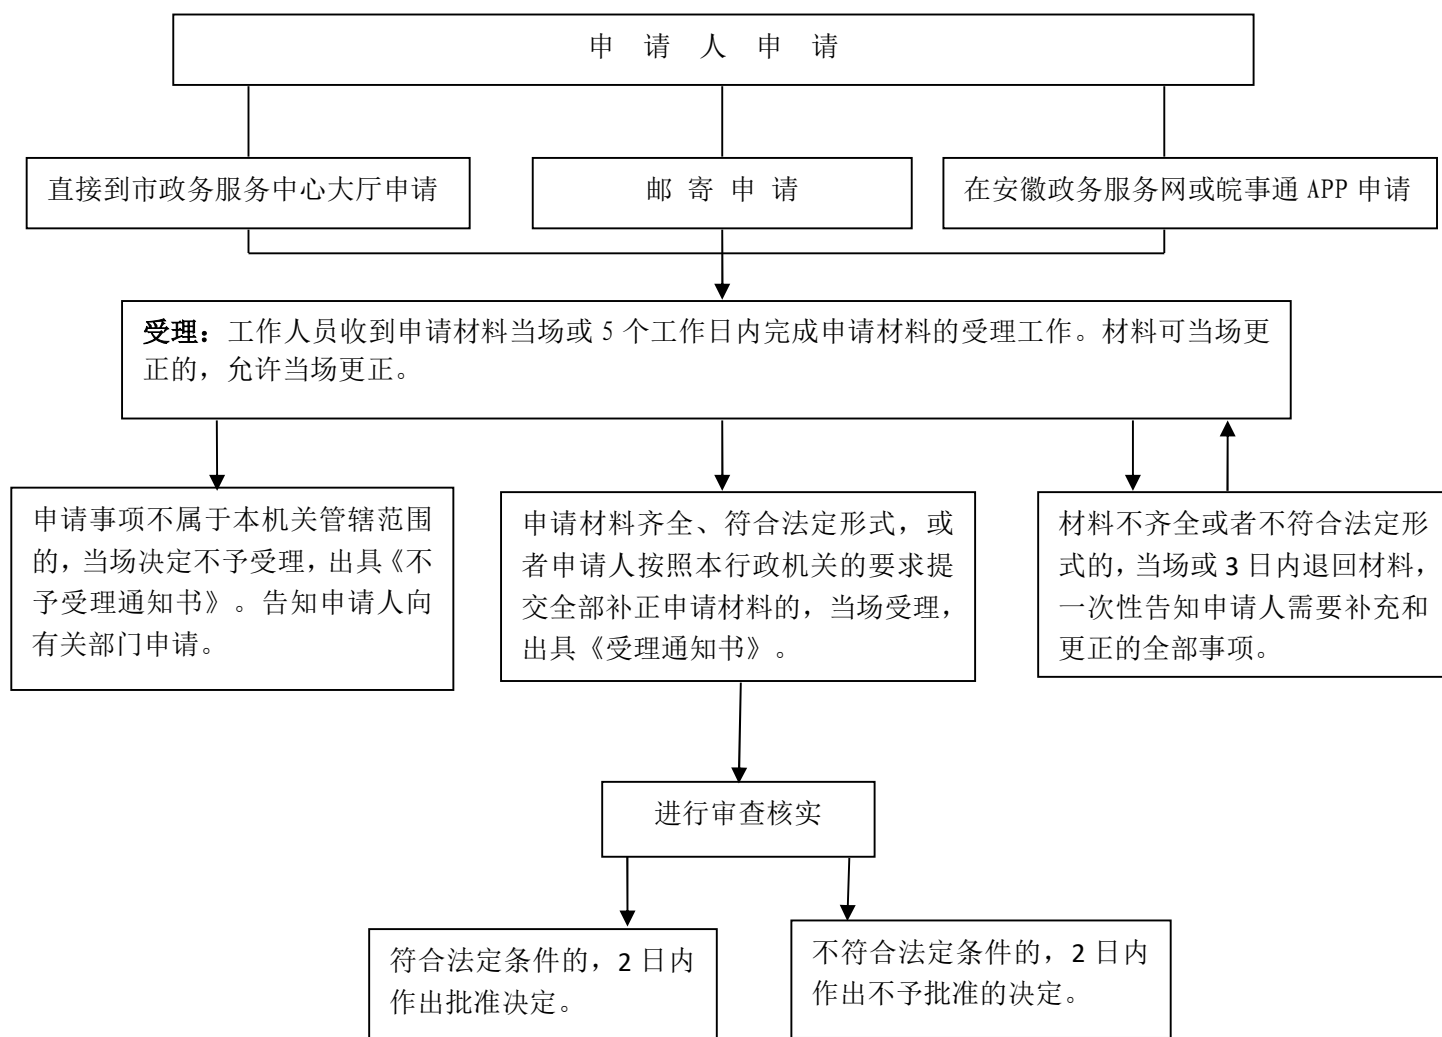 申 请 人 申 请
直接到市政务服务中心大厅申请
邮 寄 申 请
在安徽政务服务网或皖事通 APP 申请
受理：工作人员收到申请材料当场或 5 个工作日内完成申请材料的受理工作。材料可当场更
正的，允许当场更正。
申请事项不属于本机关管辖范围
的，当场决定不予受理，出具《不
予受理通知书》。告知申请人向
有关部门申请。
申请材料齐全、符合法定形式，或
者申请人按照本行政机关的要求提
交全部补正申请材料的，当场受理，
出具《受理通知书》。
材料不齐全或者不符合法定形
式的，当场或 3 日内退回材料，
一次性告知申请人需要补充和
更正的全部事项。
进行审查核实
符合法定条件的，2 日内
作出批准决定。
不符合法定条件的，2 日内
作出不予批准的决定。